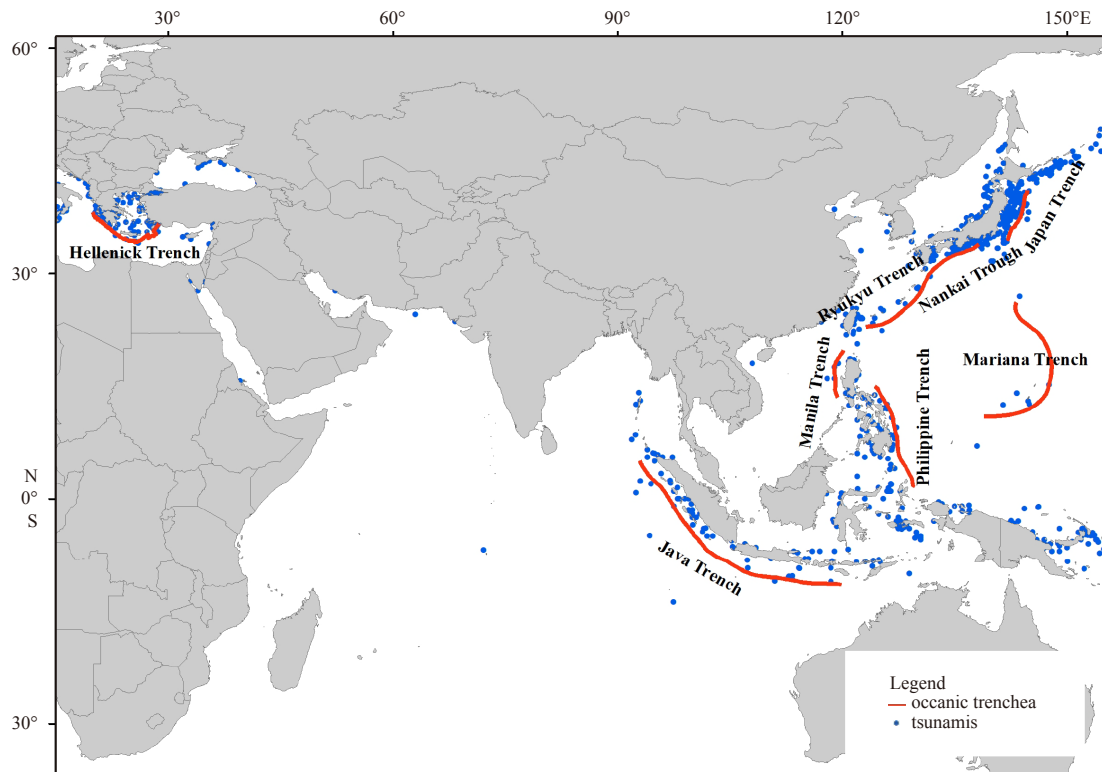 30°
60°
90°
120°
150°E
60°
30°
N
0°
S
30°
Hellenick Trench
Japan Trench
Ryukyu Trench
Nankai Trough
Mariana Trench
Manila Trench
Philippine Trench
Java Trench
Legend
occanic trenchea
tsunamis